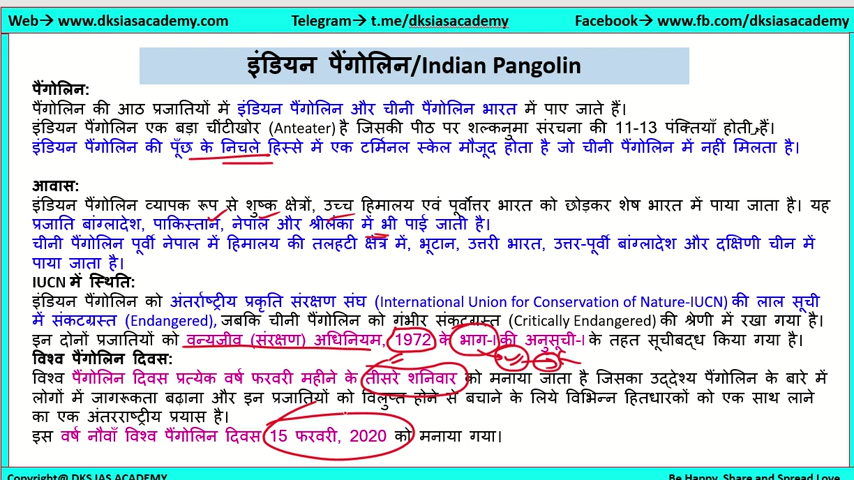 Web→ www.dksiasacademy.com Telegram→ t.me/dksiasacademy Facebook→ www.fb.com/dksiasacademy
इंडियन पैंगोलिन/Indian Pangolin
पैंगोलिन:
पैंगोलिन की आठ प्रजातियों में इंडियन पैंगोलिन और चीनी पैंगोलिन भारत में पाए जाते हैं।
इंडियन पैंगोलिन एक बड़ा चींटीखोर (Anteater) है जिसकी पीठ पर शल्कनुमा संरचना की 11-13 पंक्तियाँ होती हैं।
इंडियन पैंगोलिन की पूँछ के निचले हिस्से में एक टर्मिनल स्केल मौजूद होता है जो चीनी पैंगोलिन में नहीं मिलता है।
आवास:
इंडियन पैंगोलिन व्यापक रूप से शुष्क क्षेत्रों, उच्च हिमालय एवं पूर्वोत्तर भारत को छोड़कर शेष भारत में पाया जाता है। यह
प्रजाति बांग्लादेश, पाकिस्तान, नेपाल और श्रीलंका में भी पाई जाती है।
चीनी पैंगोलिन पूर्वी नेपाल में हिमालय की तलहटी क्षेत्र में, भूटान, उत्तरी भारत, उत्तर-पूर्वी बांग्लादेश और दक्षिणी चीन में
पाया जाता है।
IUCN में स्थिति:
इंडियन पैंगोलिन को अंतर्राष्ट्रीय प्रकृति संरक्षण संघ (International Union for Conservation of Nature-IUCN) की लाल सूची
में संकटग्रस्त (Endangered), जबकि चीनी पैंगोलिन को गंभीर संकटग्रस्त (Critically Endangered) की श्रेणी में रखा गया है।
इन दोनों प्रजातियों को वन्यजीव (संरक्षण) अधिनियम, 1972 के भाग-I की अनुसूची-I के तहत सूचीबद्ध किया गया है।
विश्व पैंगोलिन दिवस:
विश्व पैंगोलिन दिवस प्रत्येक वर्ष फरवरी महीने के तीसरे शनिवार को मनाया जाता है जिसका उद्देश्य पैंगोलिन के बारे में
लोगों में जागरूकता बढ़ाना और इन प्रजातियों को विलुप्त होने से बचाने के लिये विभिन्न हितधारकों को एक साथ लाने
का एक अंतरराष्ट्रीय प्रयास है।
इस वर्ष नौवाँ विश्व पैंगोलिन दिवस 15 फरवरी, 2020 को मनाया गया।
Copyright@ DKS IAS ACADEMY Be Happy, Share and Spread Love